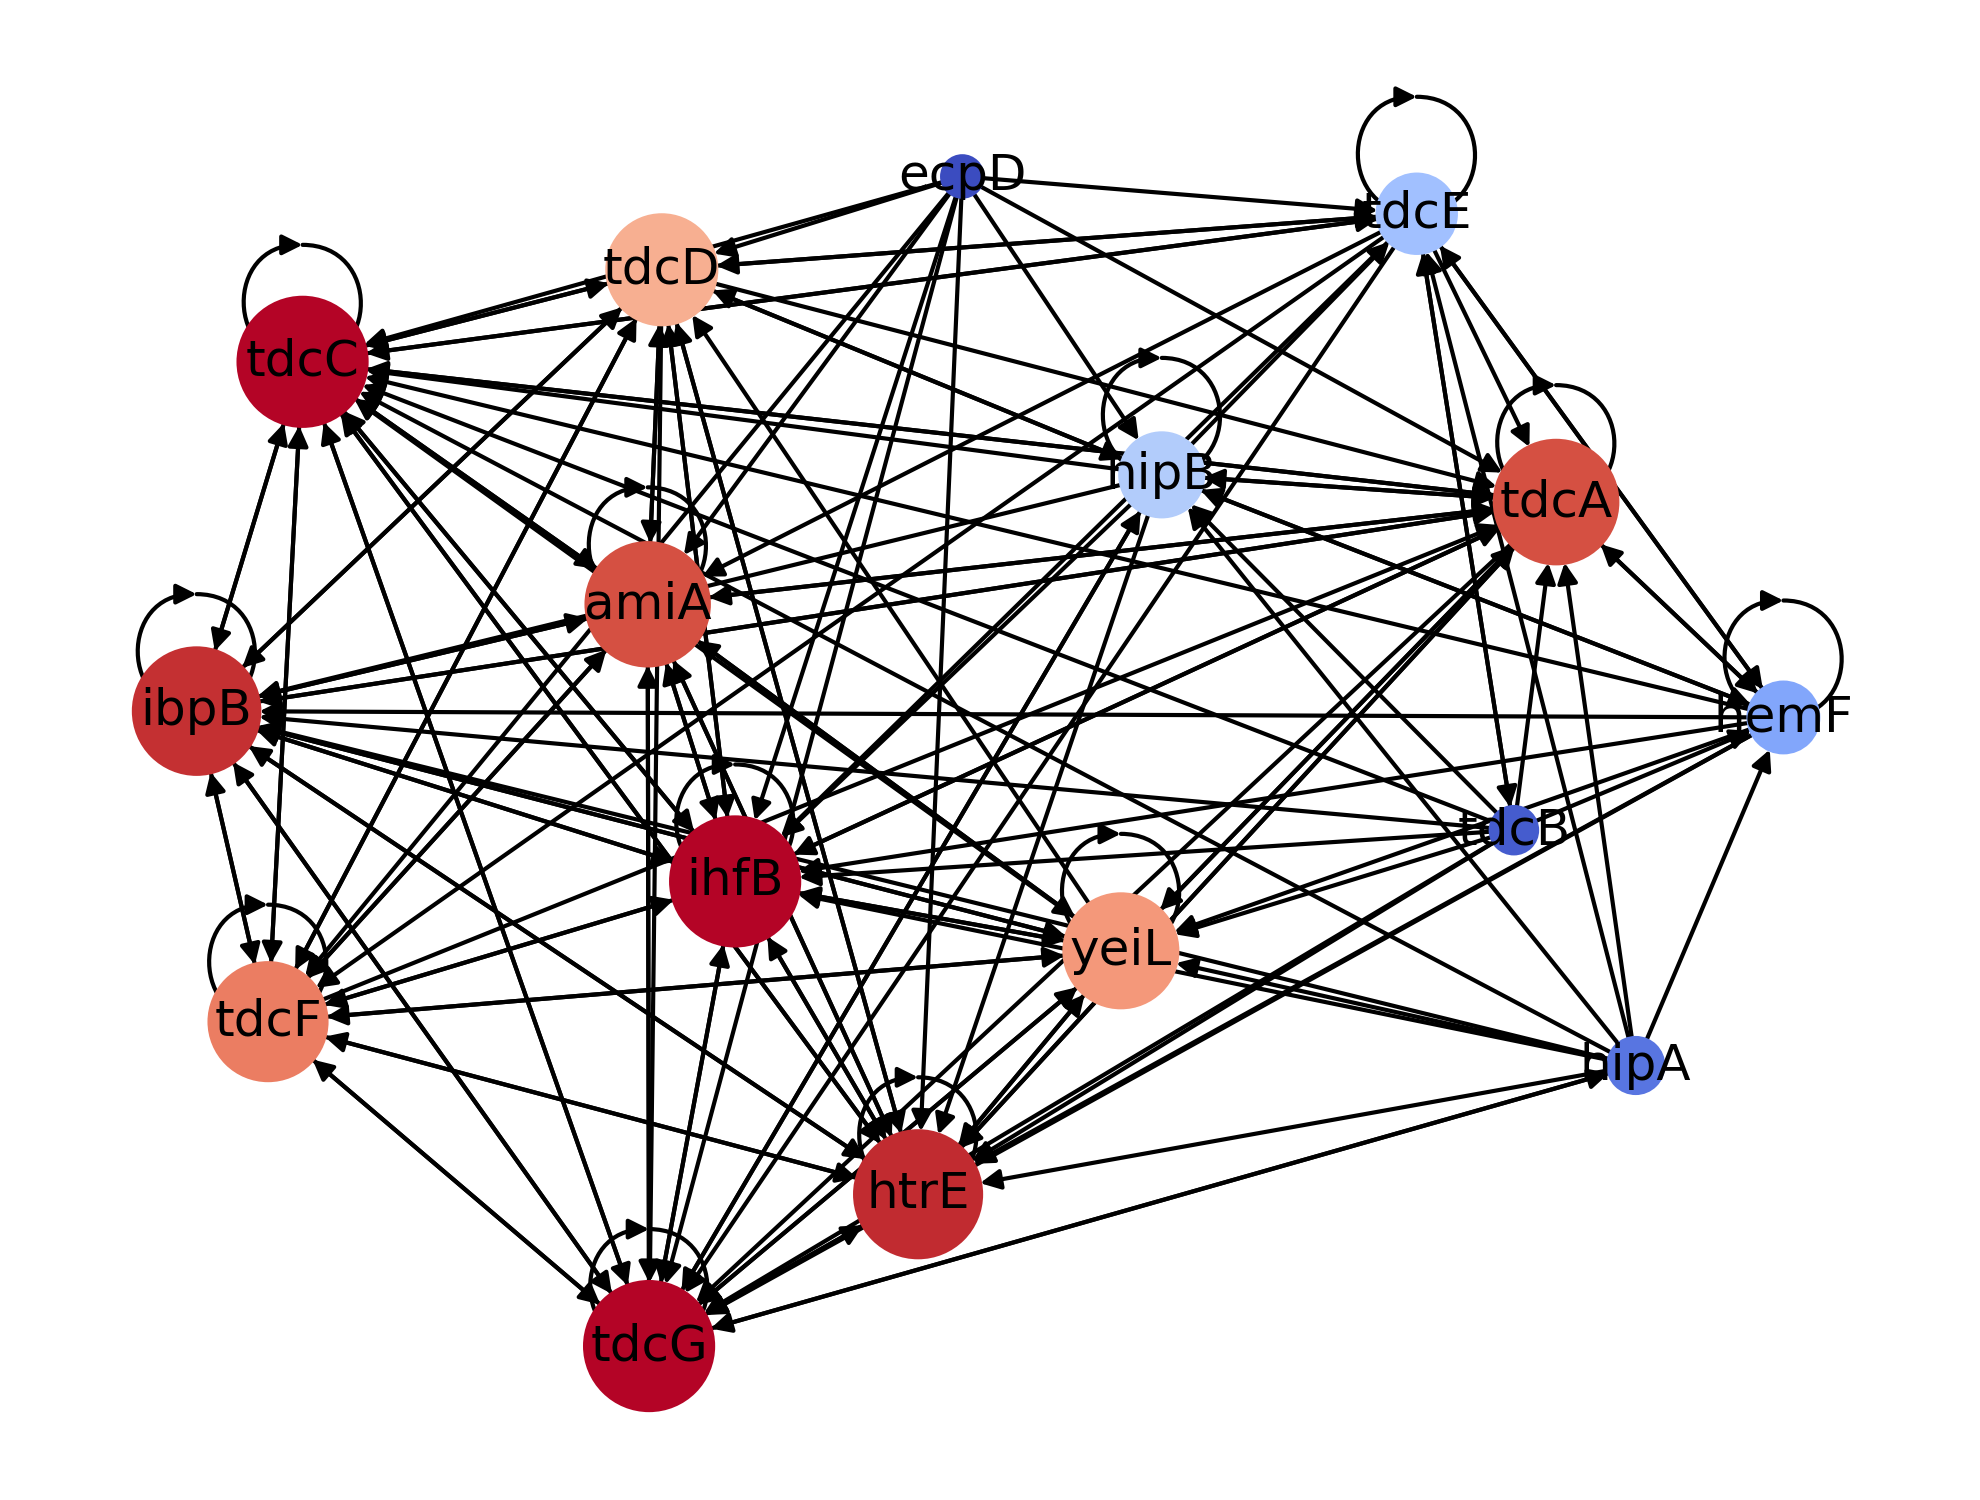 ecpD
tdcE
tdcD
tdcC
hipB
tdcA
amiA
ibpB
hemF
tdcB
ihfB
yeiL
tdcF
hipA
htrE
tdcG